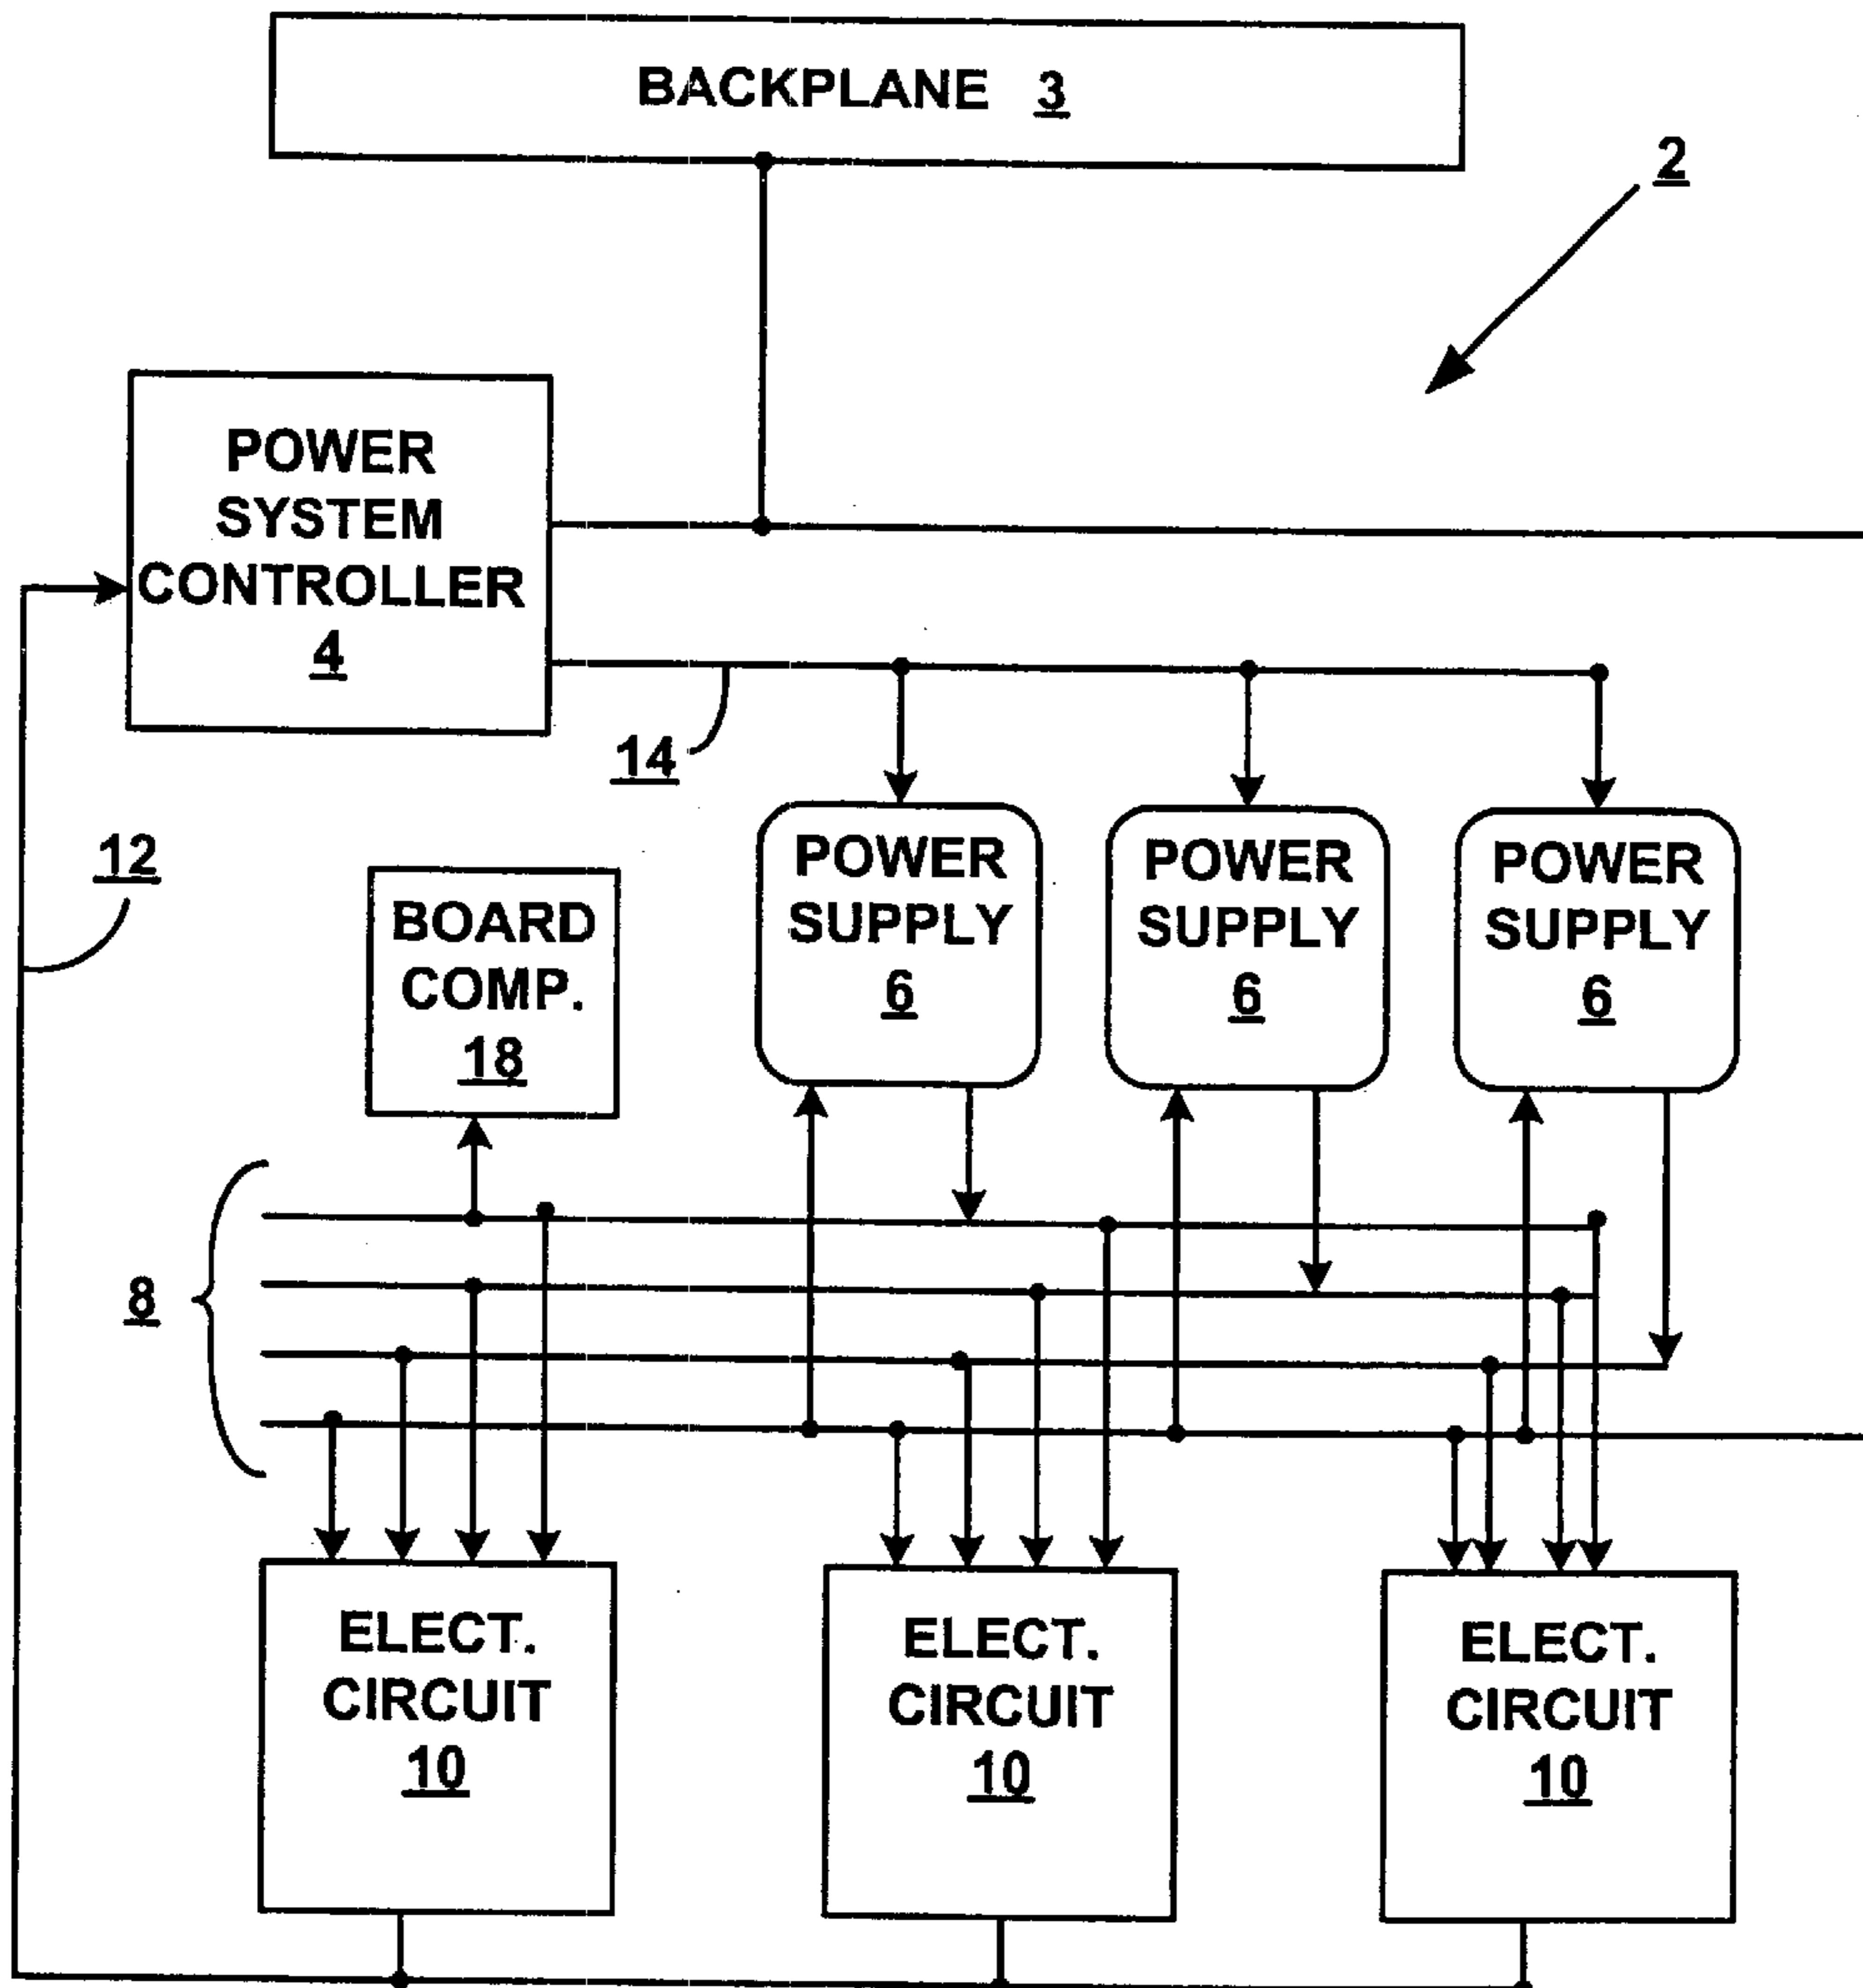 BACKPLANE 3
2
POWER
SYSTEM
CONTROLLER
4
14
12
BOARD
COMP.
18
POWER
SUPPLY
6
POWER
SUPPLY
6
POWER
SUPPLY
6
8
ELECT.
CIRCUIT
10
ELECT.
CIRCUIT
10
ELECT.
CIRCUIT
10